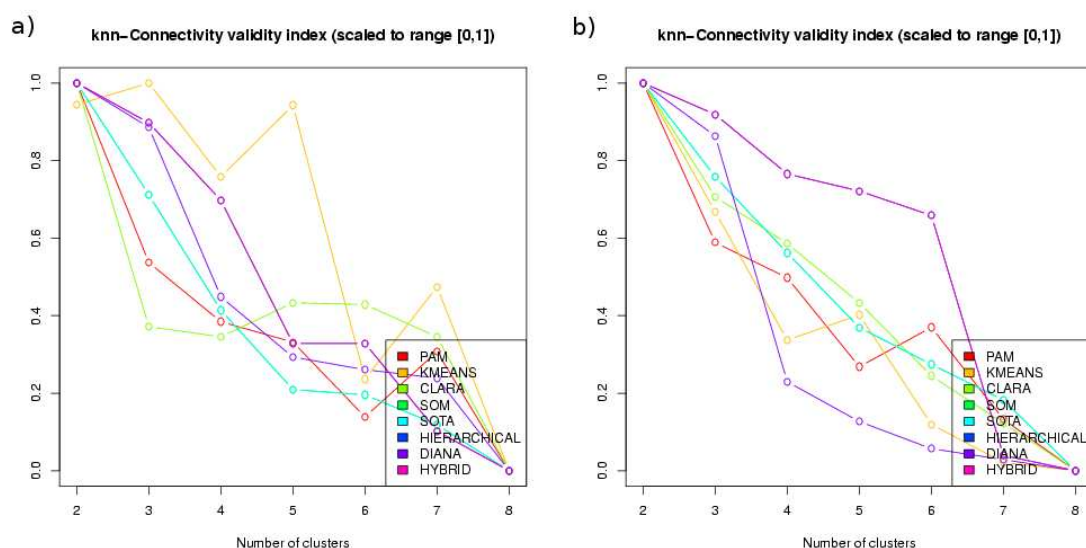 a)
knn-Connectivity validity index (scaled to range [0,1])
1.0
0.8
0.6
0.4
0.2
0.0
2 3 4 5 6 7 8
Number of clusters
PAM
KMEANS
CLARA
SOM
SOTA
HIERARCHICAL
DIANA
HYBRID
b)
knn-Connectivity validity index (scaled to range [0,1])
1.0
0.8
0.6
0.4
0.2
0.0
2 3 4 5 6 7 8
Number of clusters
PAM
KMEANS
CLARA
SOM
SOTA
HIERARCHICAL
DIANA
HYBRID